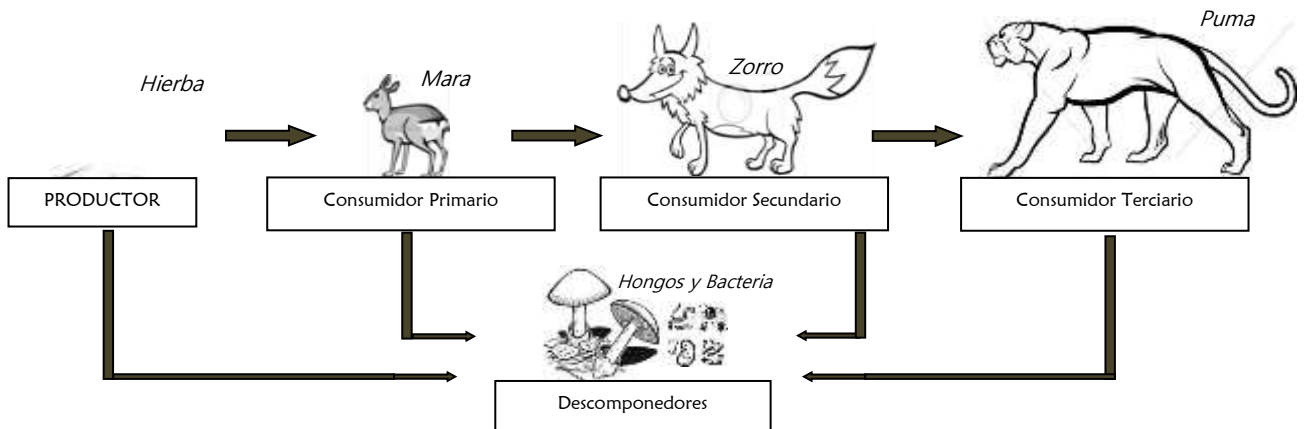 Hierba
Mara
Zorro
Puma
PRODUCTOR
Consumidor Primario
Consumidor Secundario
Consumidor Terciario
Hongos y Bacteria
Descomponedores